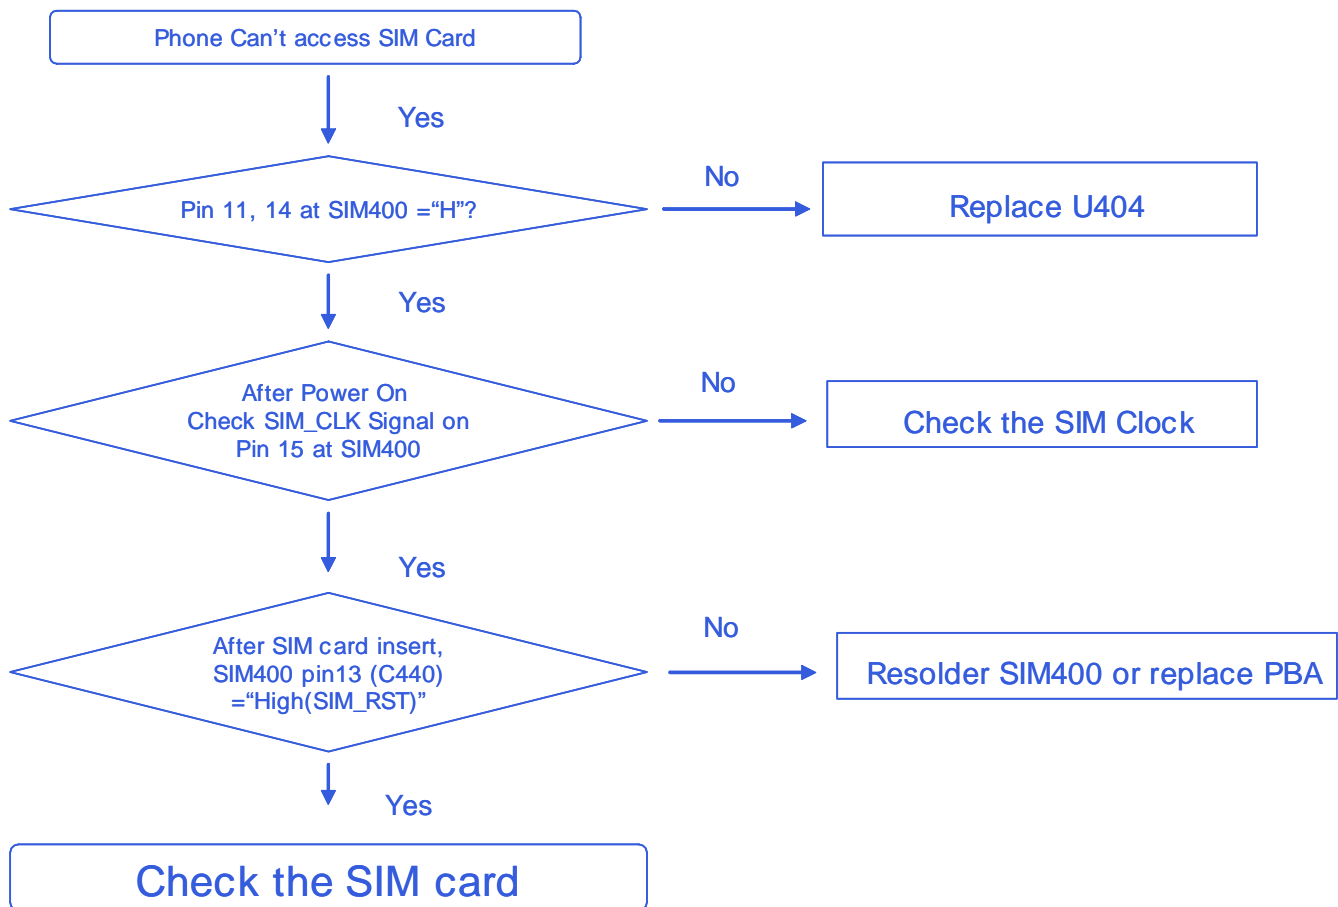 Phone Can't access SIM Card
Yes
Pin 11, 14 at SIM400 =“H”?
No
Replace U404
Yes
After Power On
Check SIM_CLK Signal on
Pin 15 at SIM400
No
Check the SIM Clock
Yes
After SIM card insert,
SIM400 pin13 (C440)
=“High(SIM_RST)”
No
Resolder SIM400 or replace PBA
Yes
Check the SIM card